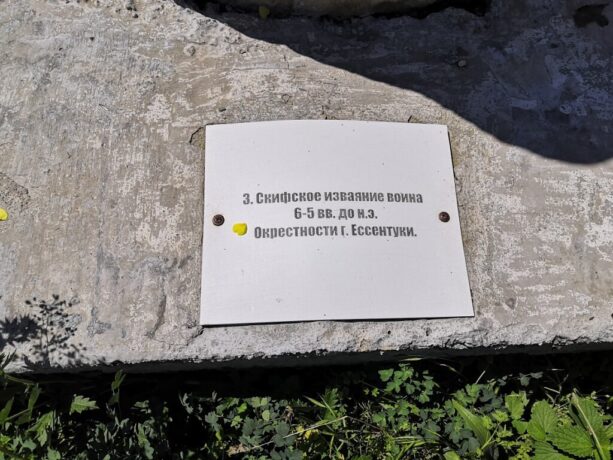 3. Скифское изваяние воина
6-5 вв. до н.э.
Окрестности г. Ессентуки.